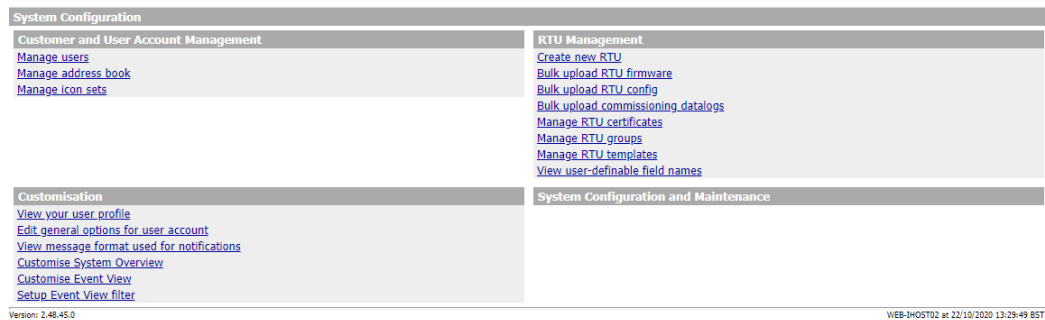 System Configuration
Customer and User Account Management
Manage users
Manage address book
Manage icon sets
RTU Management
Create new RTU
Bulk upload RTU firmware
Bulk upload RTU config
Bulk upload commissioning datalogs
Manage RTU certificates
Manage RTU groups
Manage RTU templates
View user-definable field names
Customisation
View your user profile
Edit general options for user account
View message format used for notifications
Customise System Overview
Customise Event View
Setup Event View filter
System Configuration and Maintenance
Version: 2.48.45.0
WEB-IHOST02 at 22/10/2020 13:29:49 BST